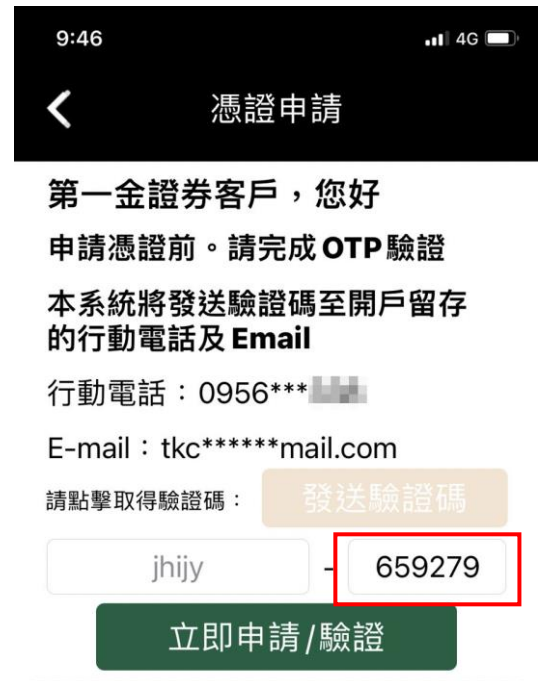 9:46 4G
憑證申請
第一金證券客戶，您好
申請憑證前。請完成OTP驗證
本系統將發送驗證碼至開戶留存
的行動電話及Email
行動電話：0956***
E-mail：tkc******mail.com
請點擊取得驗證碼： 發送驗證碼
jhijy - 659279
立即申請/驗證